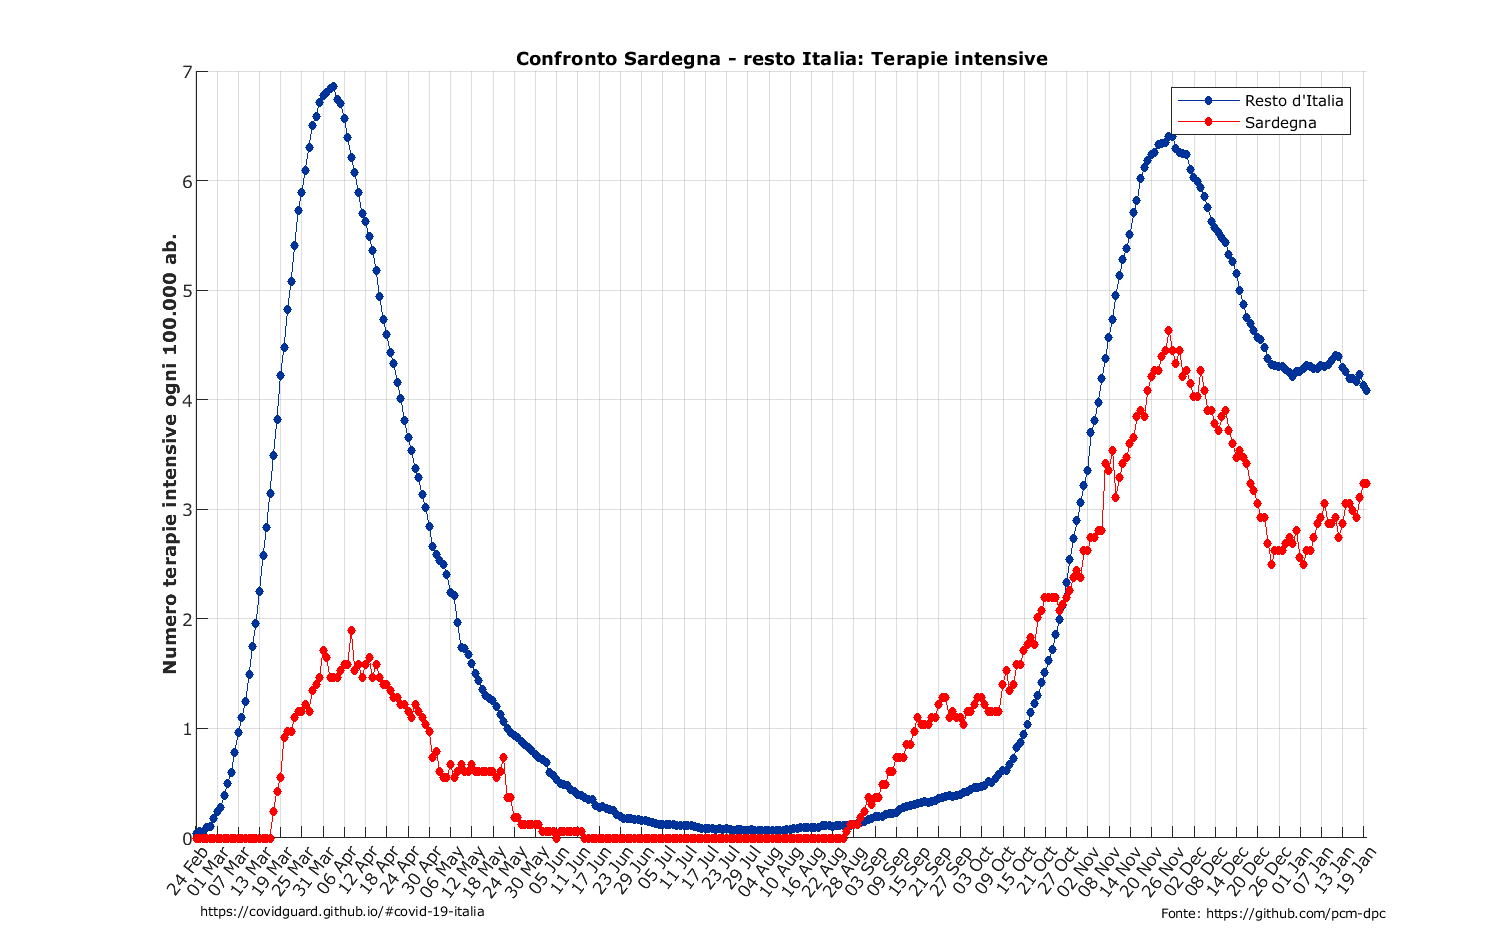 Confronto Sardegna - resto Italia: Terapie intensive
Resto d'Italia
Sardegna
Numero terapie intensive ogni 100.000 ab.
7
6
5
4
3
2
1
0
24 Feb
01 Mar
07 Mar
13 Mar
19 Mar
25 Mar
31 Mar
06 Apr
12 Apr
18 Apr
24 Apr
30 Apr
06 May
12 May
18 May
24 May
30 May
05 Jun
11 Jun
17 Jun
23 Jun
29 Jun
05 Jul
11 Jul
17 Jul
23 Jul
29 Jul
04 Aug
10 Aug
16 Aug
22 Aug
28 Aug
03 Sep
09 Sep
15 Sep
21 Sep
27 Sep
03 Oct
09 Oct
15 Oct
21 Oct
27 Oct
02 Nov
08 Nov
14 Nov
20 Nov
26 Nov
02 Dec
08 Dec
14 Dec
20 Dec
26 Dec
01 Jan
07 Jan
13 Jan
19 Jan
https://covidguard.github.io/#covid-19-italia
Fonte: https://github.com/pcm-dpc